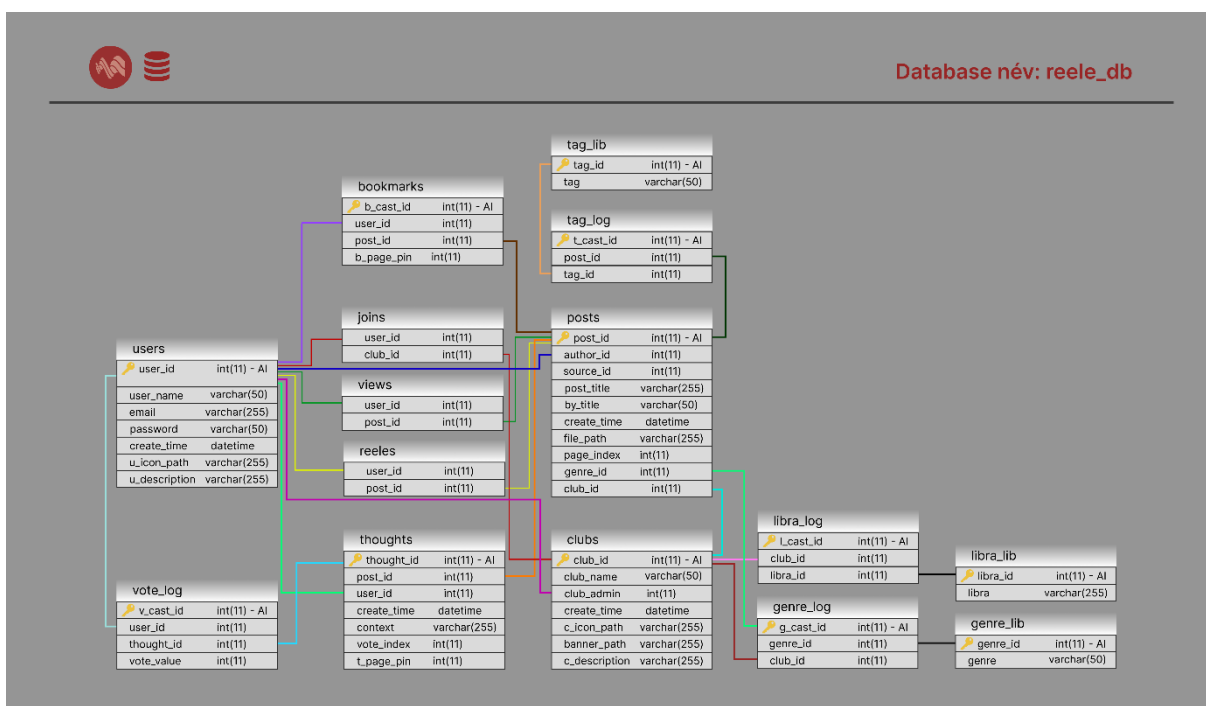 Database név: reele_db
tag_lib
tag_id int(11) - AI
tag varchar(50)
bookmarks
b_cast_id int(11) - AI
user_id int(11)
post_id int(11)
b_page_pin int(11)
tag_log
t_cast_id int(11) - AI
post_id int(11)
tag_id int(11)
joins
user_id int(11)
club_id int(11)
posts
post_id int(11) - AI
author_id int(11)
source_id int(11)
post_title varchar(255)
by_title varchar(50)
create_time datetime
file_path varchar(255)
page_index int(11)
genre_id int(11)
club_id int(11)
users
user_id int(11) - AI
user_name varchar(50)
email varchar(255)
password varchar(50)
create_time datetime
u_icon_path varchar(255)
u_description varchar(255)
views
user_id int(11)
post_id int(11)
reeles
user_id int(11)
post_id int(11)
thoughts
thought_id int(11) - AI
post_id int(11)
user_id int(11)
create_time datetime
context varchar(255)
vote_index int(11)
t_page_pin int(11)
clubs
club_id int(11) - AI
club_name varchar(50)
club_admin int(11)
create_time datetime
c_icon_path varchar(255)
banner_path varchar(255)
c_description varchar(255)
libra_log
l_cast_id int(11) - AI
club_id int(11)
libra_id int(11)
libra_lib
libra_id int(11) - AI
libra varchar(255)
vote_log
v_cast_id int(11) - AI
user_id int(11)
thought_id int(11)
vote_value int(11)
genre_log
g_cast_id int(11) - AI
genre_id int(11)
club_id int(11)
genre_lib
genre_id int(11) - AI
genre varchar(50)